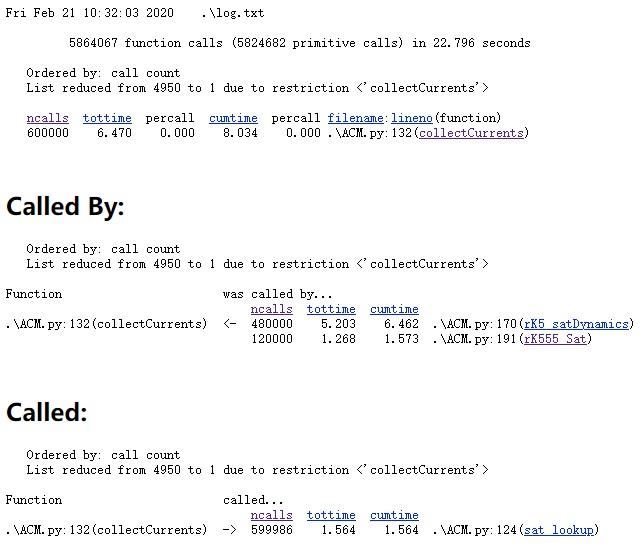 Fri Feb 21 10:32:03 2020    .\log.txt
5864067 function calls (5824682 primitive calls) in 22.796 seconds
Ordered by: call count
List reduced from 4950 to 1 due to restriction <'collectCurrents'>
ncalls  tottime  percall  cumtime  percall filename:lineno(function)
600000    6.470    0.000    8.034    0.000 .\ACM.py:132(collectCurrents)
Called By:
Ordered by: call count
List reduced from 4950 to 1 due to restriction <'collectCurrents'>
Function                        was called by...
ncalls  tottime  cumtime
.\ACM.py:132(collectCurrents)  <-  480000    5.203    6.462  .\ACM.py:170(rK5_satDynamics)
120000    1.268    1.573  .\ACM.py:191(rK555_Sat)
Called:
Ordered by: call count
List reduced from 4950 to 1 due to restriction <'collectCurrents'>
Function                        called...
ncalls  tottime  cumtime
.\ACM.py:132(collectCurrents)  ->  599986    1.564    1.564  .\ACM.py:124(sat_lookup)